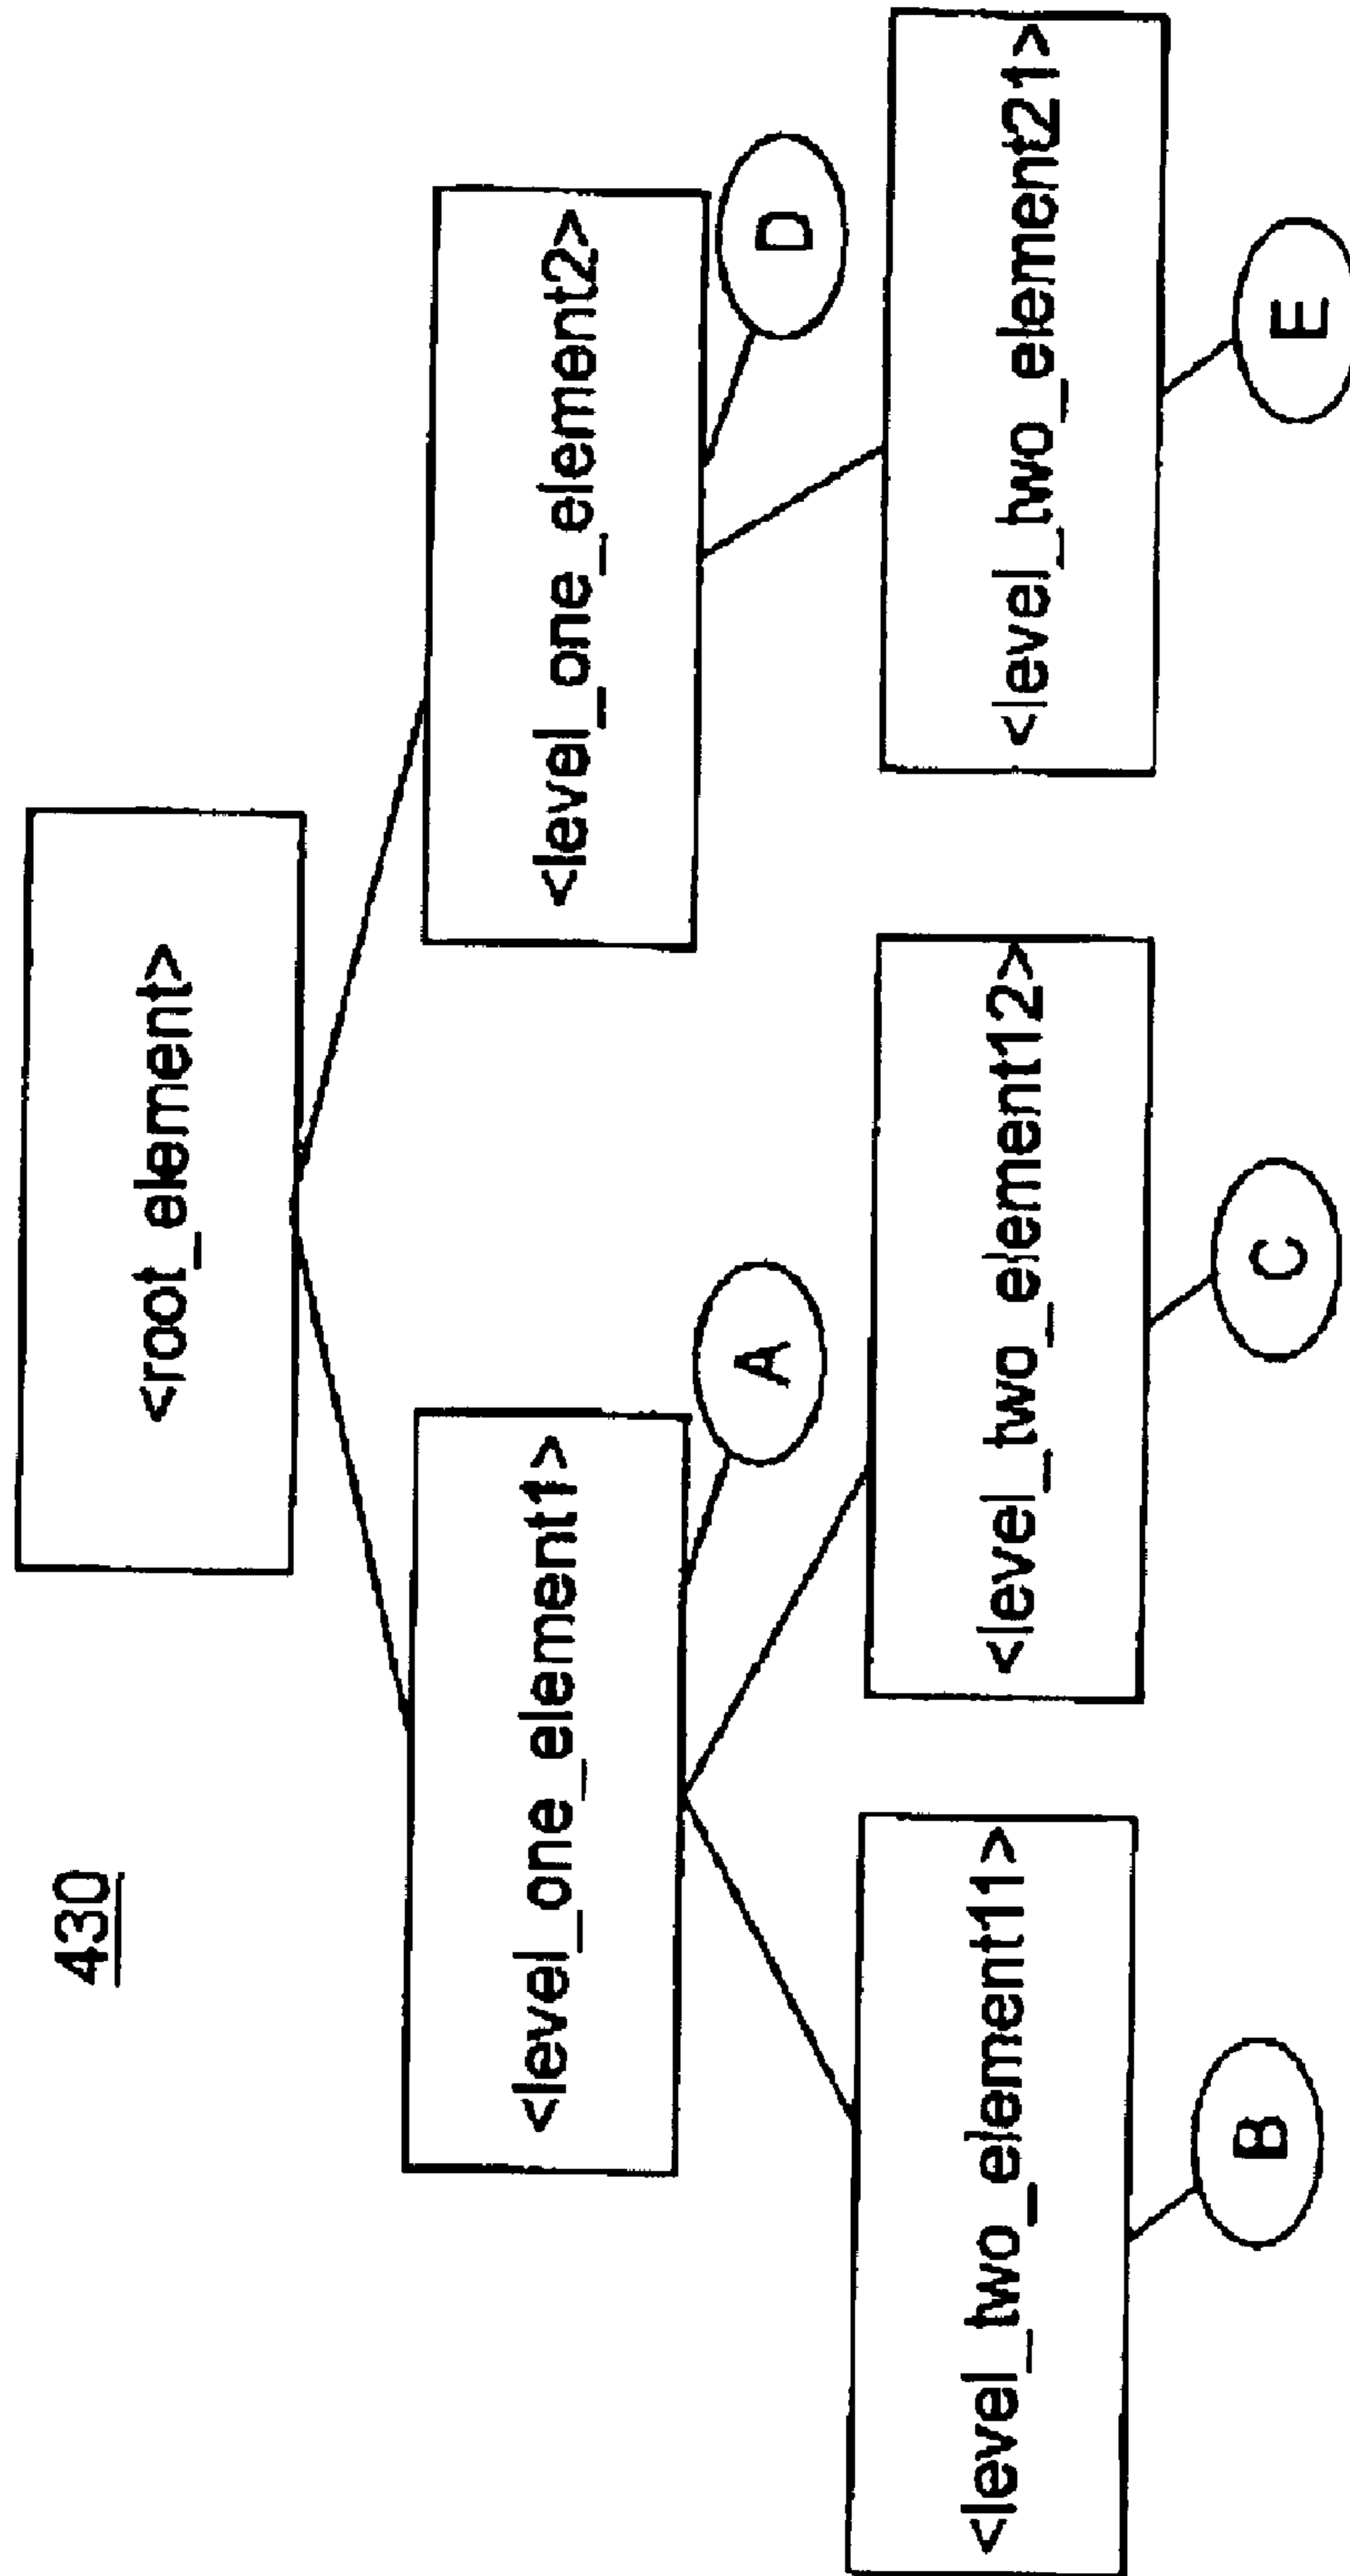 430
<root_element>
<level_one_element1>
<level_one_element2>
A
D
<level_two_element11>
<level_two_element12>
<level_two_element21>
B
C
E